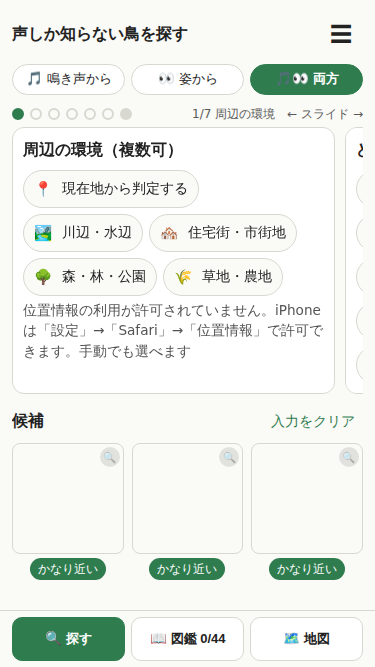 声しか知らない鳥を探す
🎵 鳴き声から
👀 姿から
🎵👀 両方
1/7 周辺の環境 ← スライド →
周辺の環境（複数可）
📍 現在地から判定する
🏞️ 川辺・水辺
🏘️ 住宅街・市街地
🌳 森・林・公園
🌾 草地・農地
位置情報の利用が許可されていません。iPhone
は「設定」→「Safari」→「位置情報」で許可で
きます。手動でも選べます
候補
入力をクリア
かなり近い
かなり近い
かなり近い
🔍 探す
📖 図鑑 0/44
🗺️ 地図